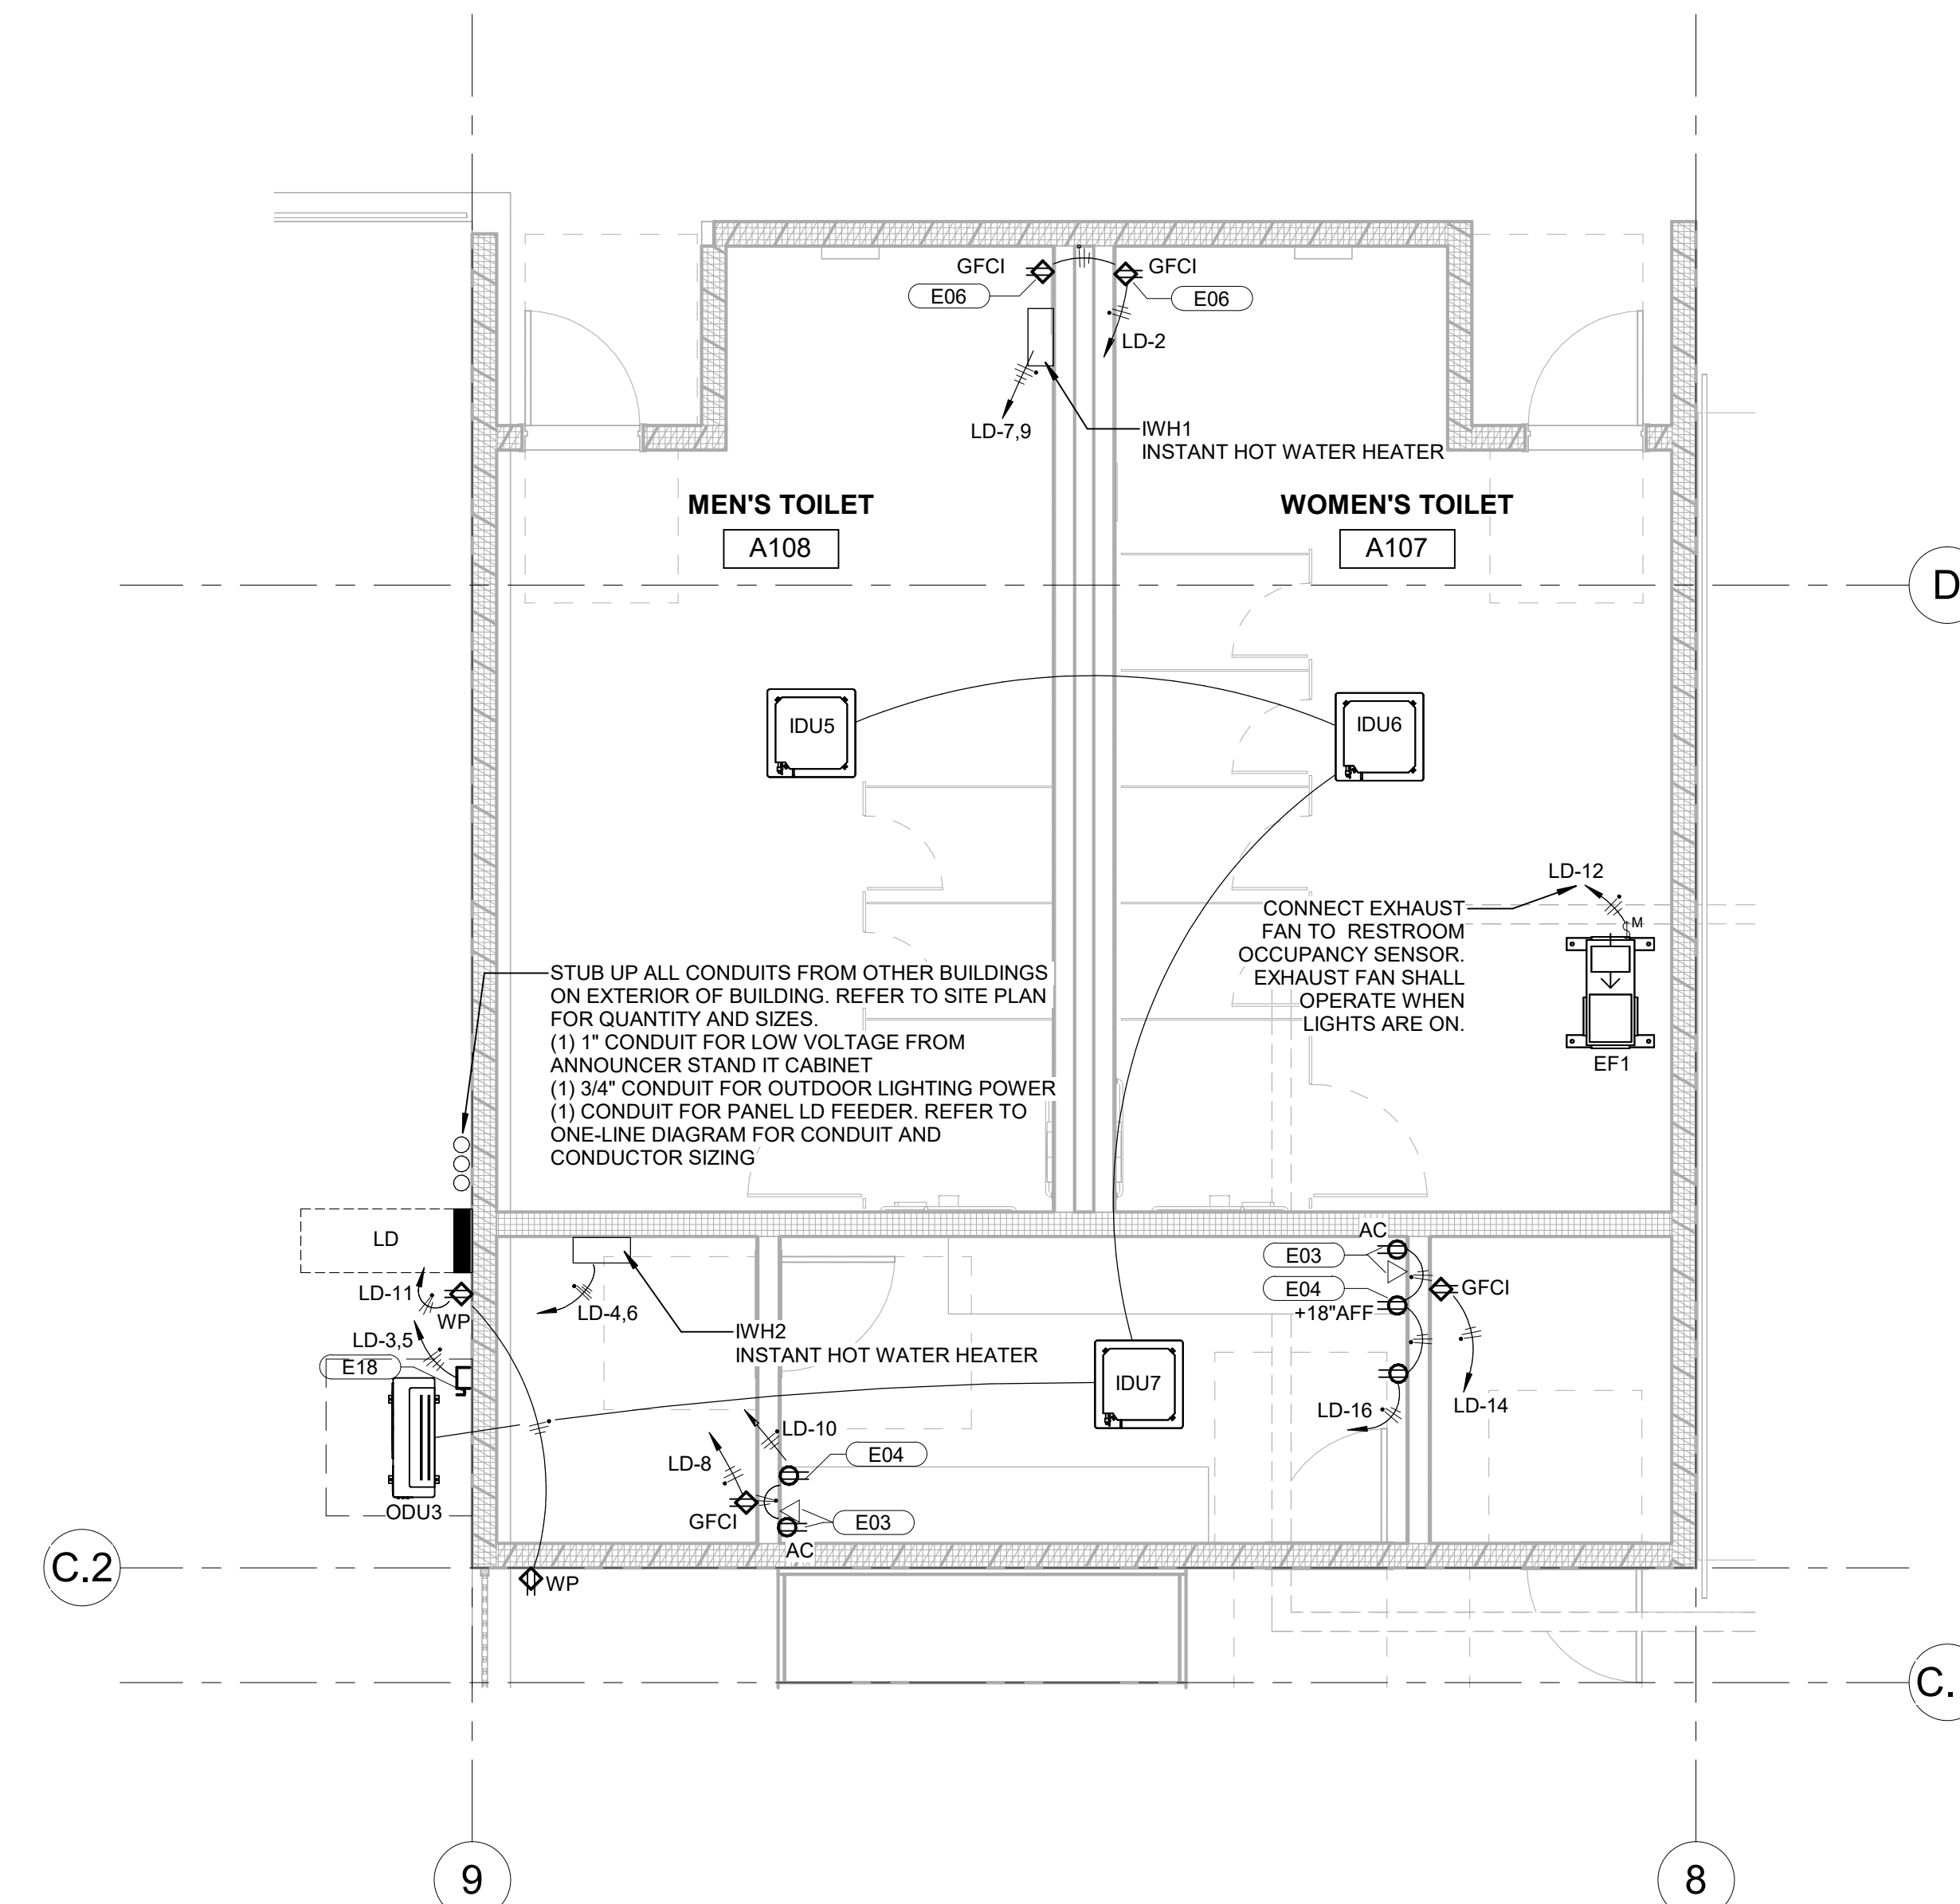 GFCI
GFCI
E06
E06
LD-2
LD-7,9
IWH1
INSTANT HOT WATER HEATER
MEN'S TOILET
WOMEN'S TOILET
A108
A107
D
IDU5
IDU6
LD-12
M
CONNECT EXHAUST
FAN TO RESTROOM
OCCUPANCY SENSOR.
EXHAUST FAN SHALL
OPERATE WHEN
LIGHTS ARE ON.
EF1
STUB UP ALL CONDUITS FROM OTHER BUILDINGS
ON EXTERIOR OF BUILDING. REFER TO SITE PLAN
FOR QUANTITY AND SIZES.
(1) 1" CONDUIT FOR LOW VOLTAGE FROM
ANNOUNCER STAND IT CABINET
(1) 3/4" CONDUIT FOR OUTDOOR LIGHTING POWER
(1) CONDUIT FOR PANEL LD FEEDER. REFER TO
ONE-LINE DIAGRAM FOR CONDUIT AND
CONDUCTOR SIZING
LD
AC
E03
E04
+18"AFF
GFCI
LD-11
WP
LD-3,5
E18
LD-4,6
IWH2
INSTANT HOT WATER HEATER
IDU7
LD-16
LD-14
LD-10
E04
LD-8
GFCI
E03
AC
ODU3
C.2
WP
C.
9
8